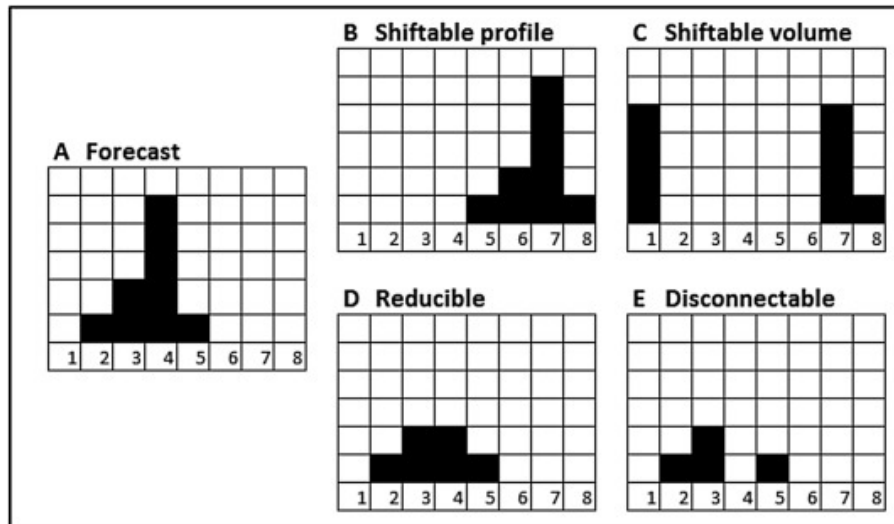 A Forecast
1 2 3 4 5 6 7 8
B Shiftable profile
1 2 3 4 5 6 7 8
C Shiftable volume
1 2 3 4 5 6 7 8
D Reducible
1 2 3 4 5 6 7 8
E Disconnectable
1 2 3 4 5 6 7 8